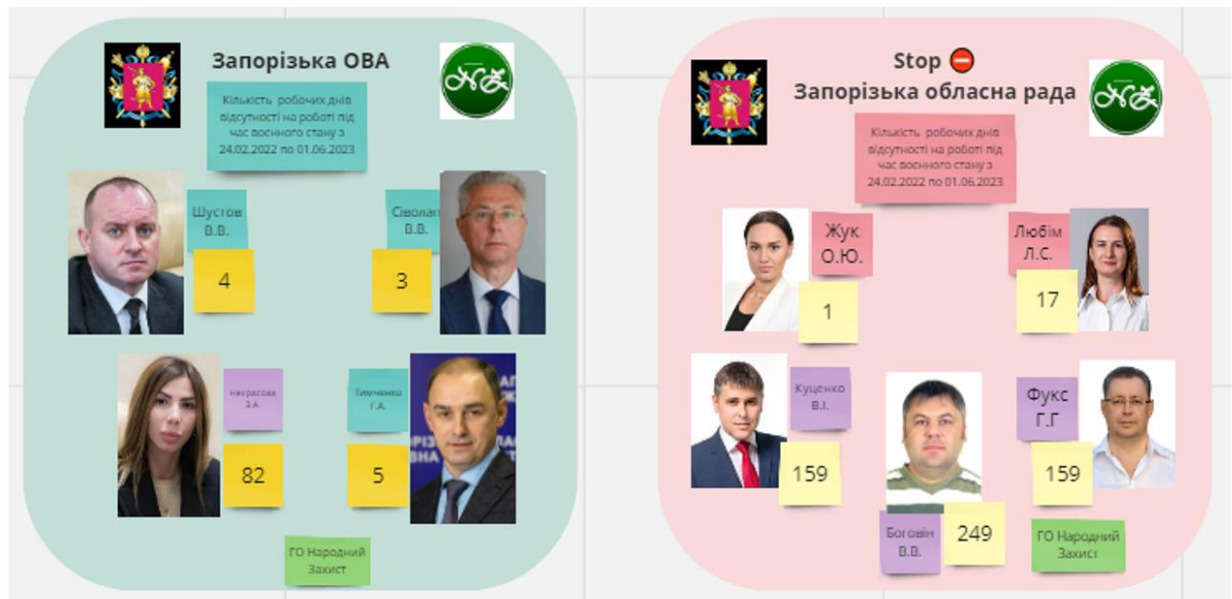 Запорізька ОВА
Кількість робочих днів
відсутності на роботі під
час воєнного стану з
24.02.2022 по 01.06.2023
Шустов
В.В.
4
Сіволап
В.В.
3
Некрасова
З.А.
82
Тимченко
Г.А.
5
ГО Народний
Захист
Stop ⛔
Запорізька обласна рада
Кількість робочих днів
відсутності на роботі під
час воєнного стану з
24.02.2022 по 01.06.2023
Жук
О.Ю.
1
Любім
Л.С.
17
Куценко
В.І.
159
Боговін
В.В.
249
Фукс
Г.Г
159
ГО Народний
Захист